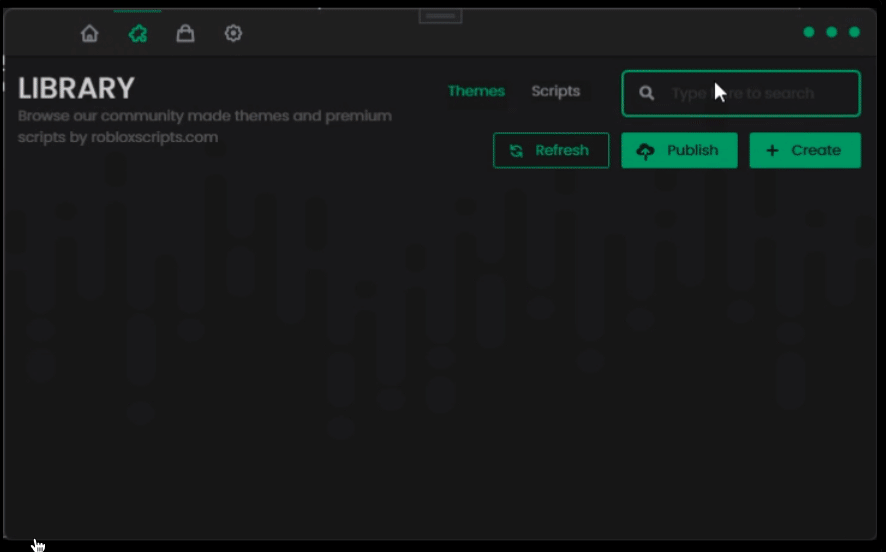 LIBRARY
Browse our community made themes and premium
scripts by robloxscripts.com
Themes
Scripts
Type here to search
Refresh
Publish
Create